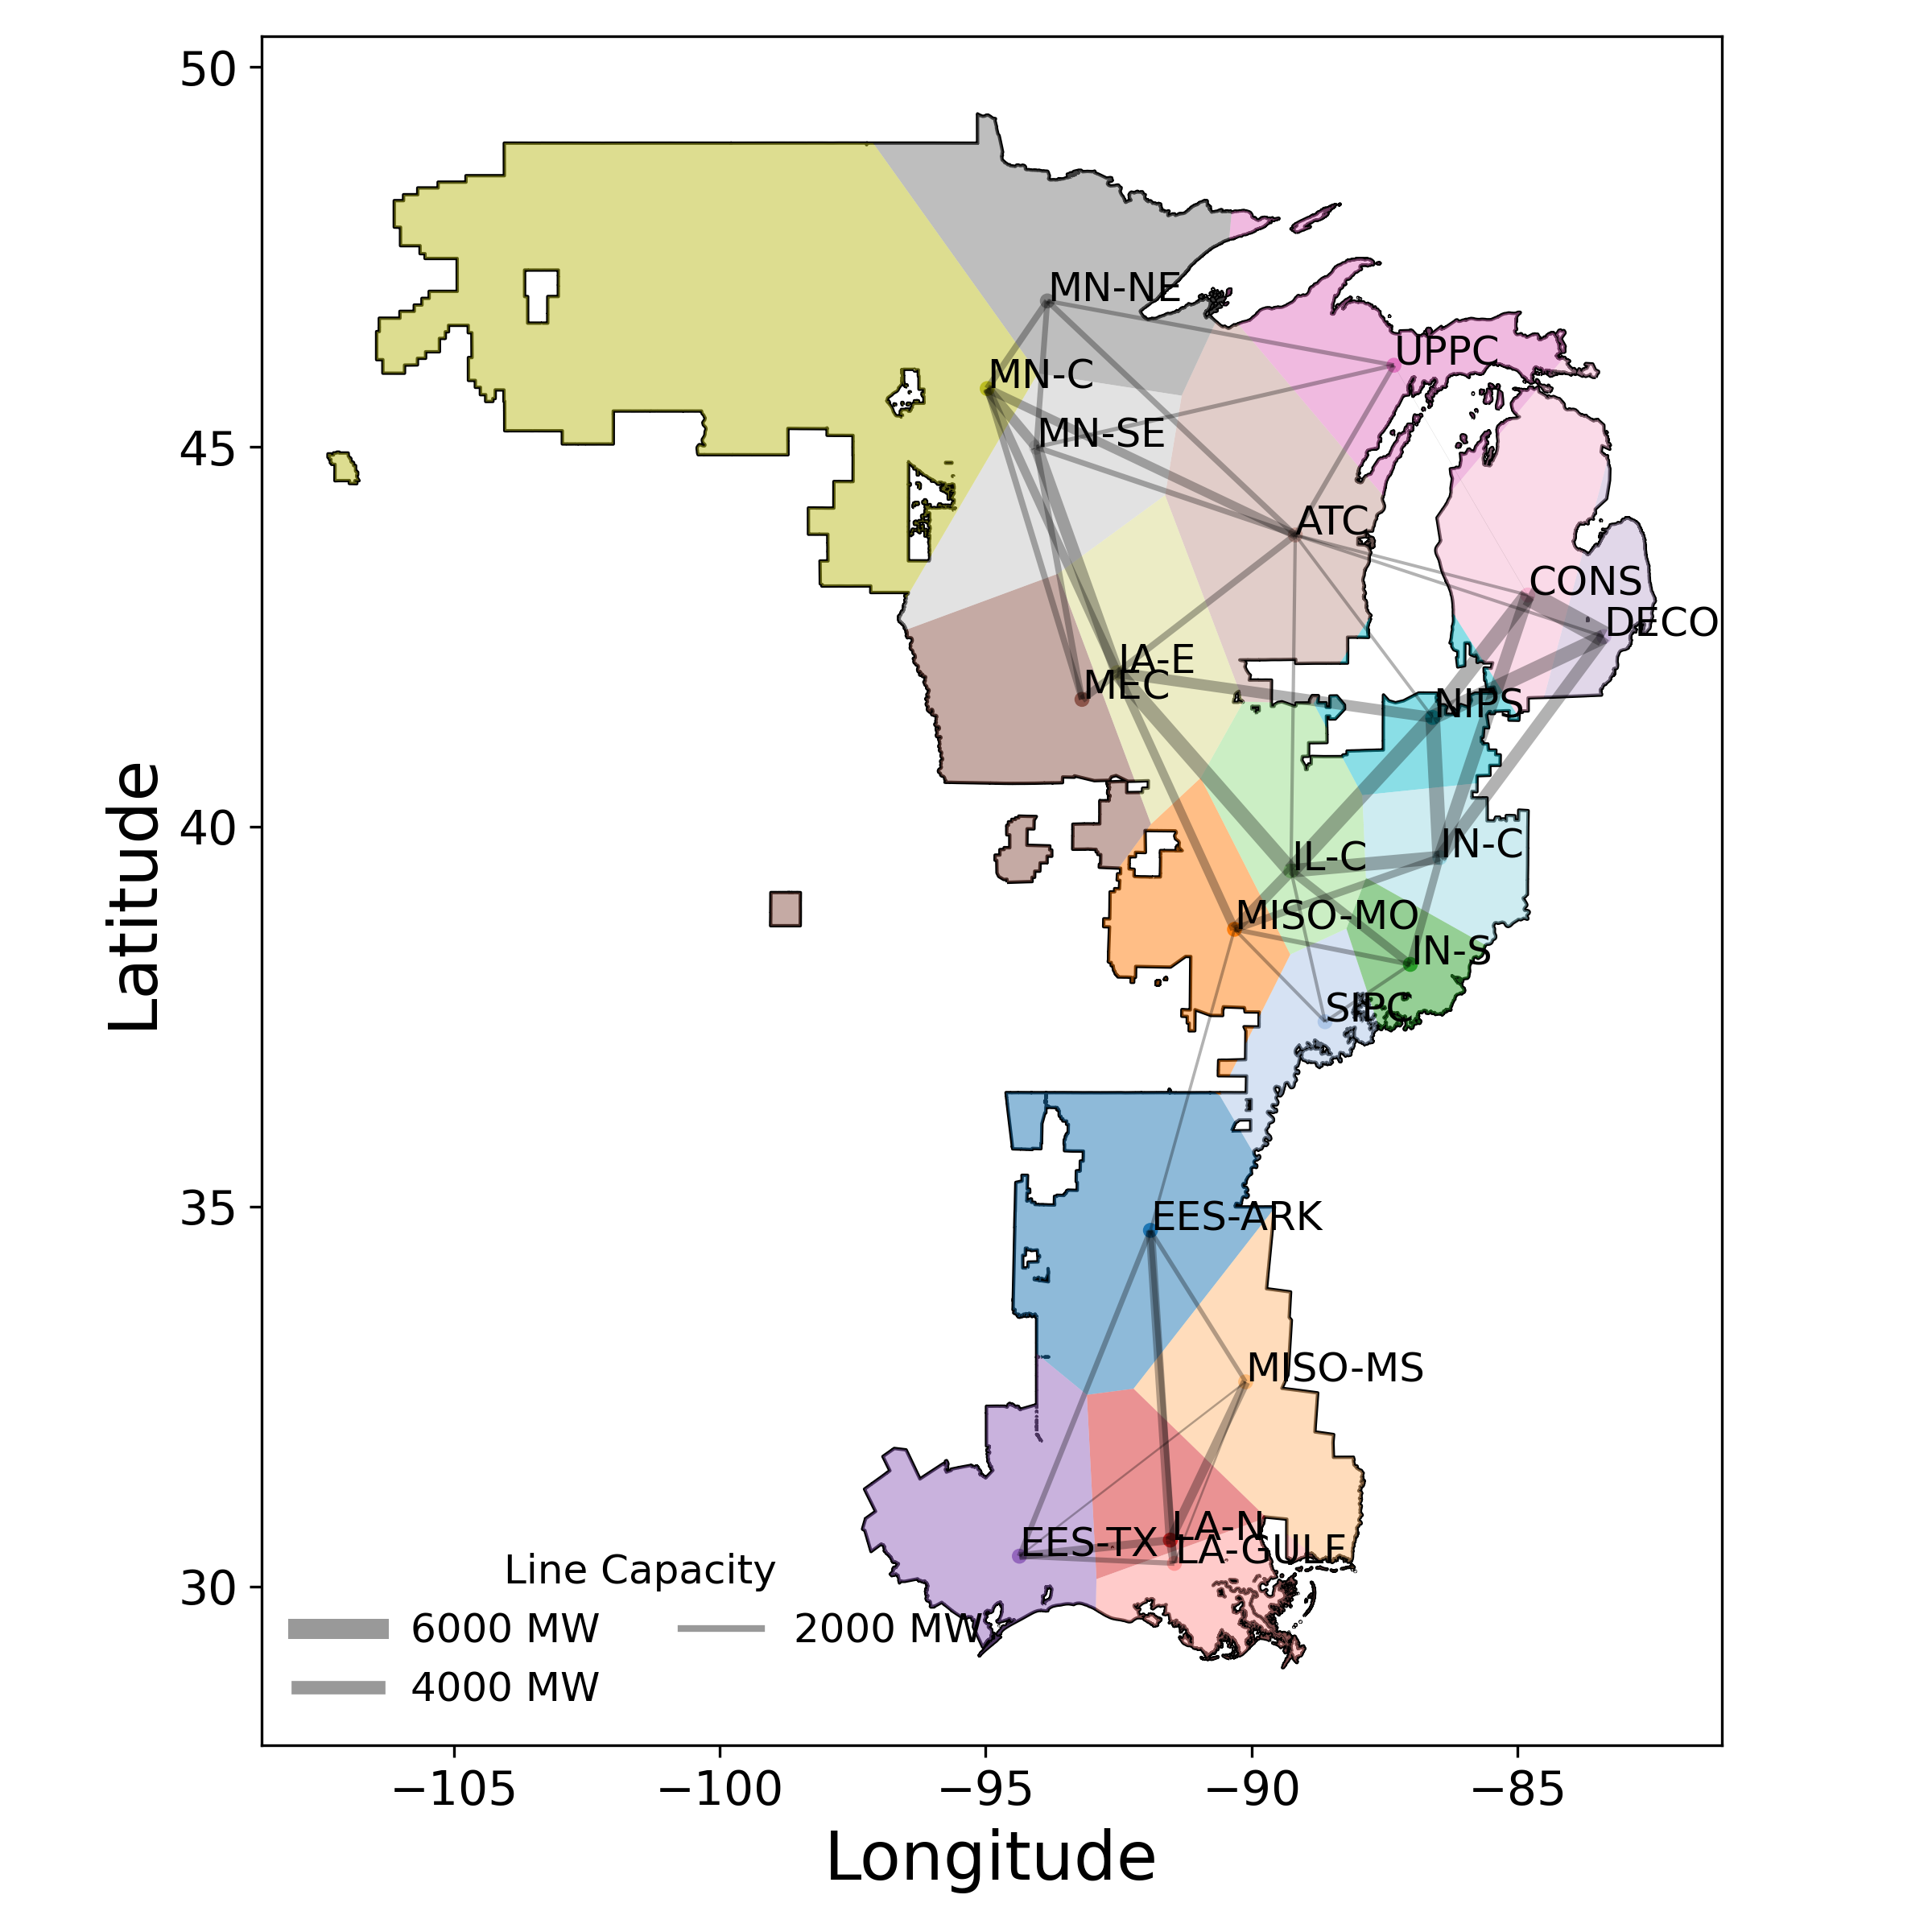 50
45
40
35
30
Latitude
−105
−100
−95
−90
−85
Longitude
MN-NE
UPPC
MN-C
MN-SE
ATC
CONS
DECO
IA-E
MEC
NIPS
IN-C
IL-C
MISO-MO
IN-S
SIPC
EES-ARK
MISO-MS
LA-N
EES-TX
LA-GULF
Line Capacity
6000 MW
2000 MW
4000 MW